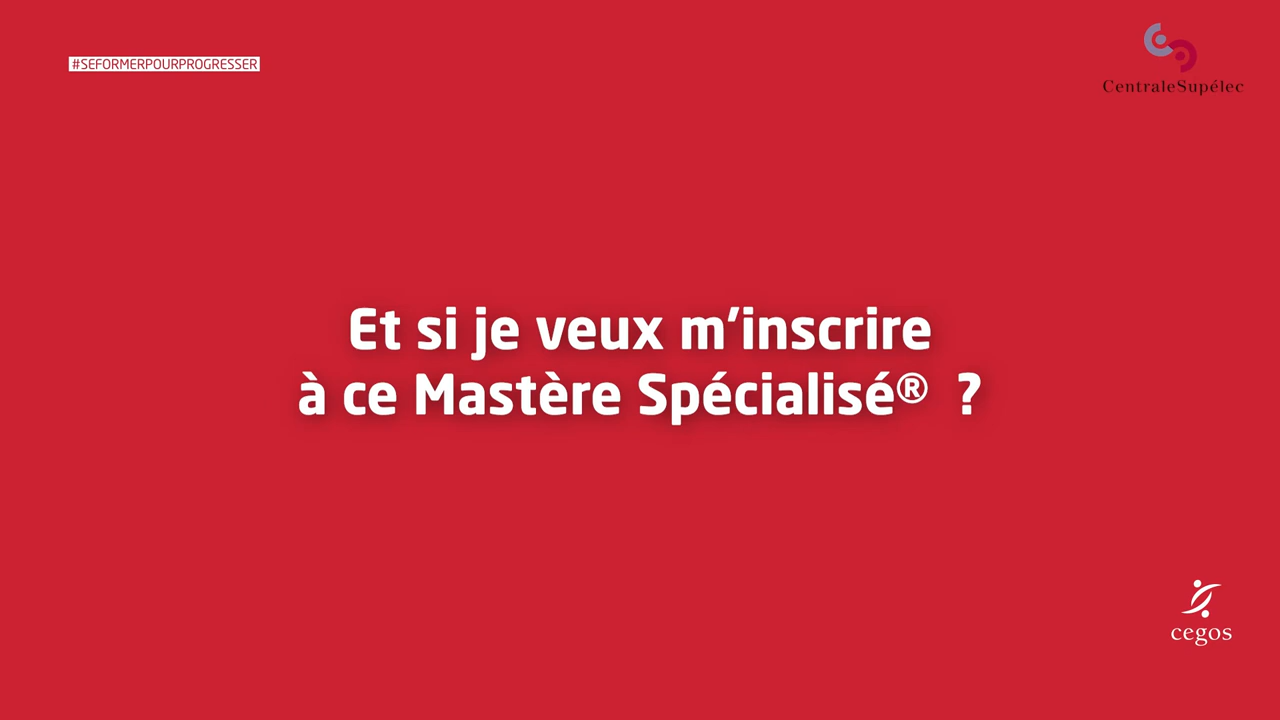 #SEFORMERPOURPROGRESSER
CentraleSupélec
Et si je veux m’inscrire
à ce Mastère Spécialisé® ?
cegos